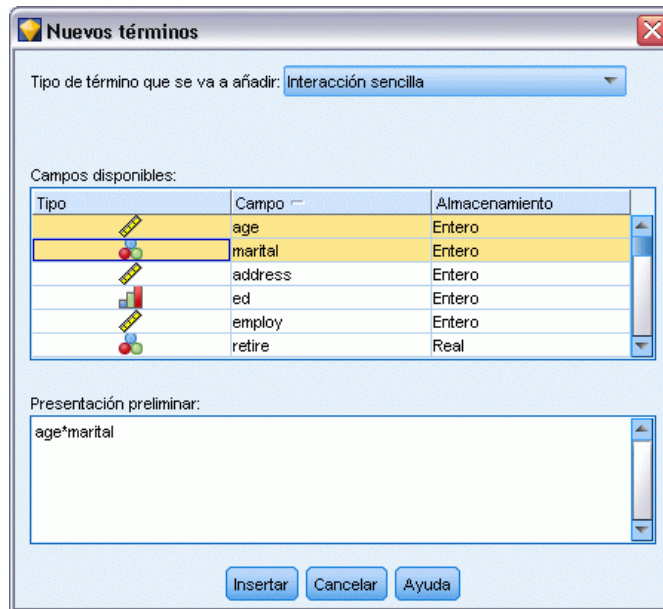 Nuevos términos
Tipo de término que se va a añadir: Interacción sencilla
Campos disponibles:
Tipo Campo Almacenamiento
age Entero
marital Entero
address Entero
ed Entero
employ Entero
retire Real
Presentación preliminar:
age*marital
Insertar Cancelar Ayuda